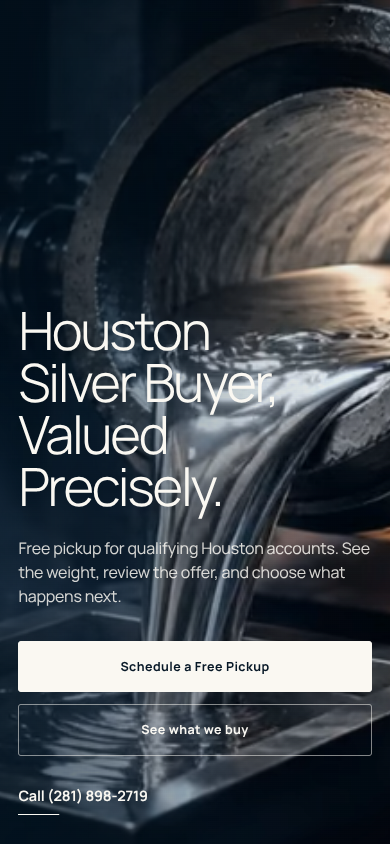 Houston
Silver Buyer,
Valued
Precisely.
Free pickup for qualifying Houston accounts. See
the weight, review the offer, and choose what
happens next.
Schedule a Free Pickup
See what we buy
Call (281) 898-2719